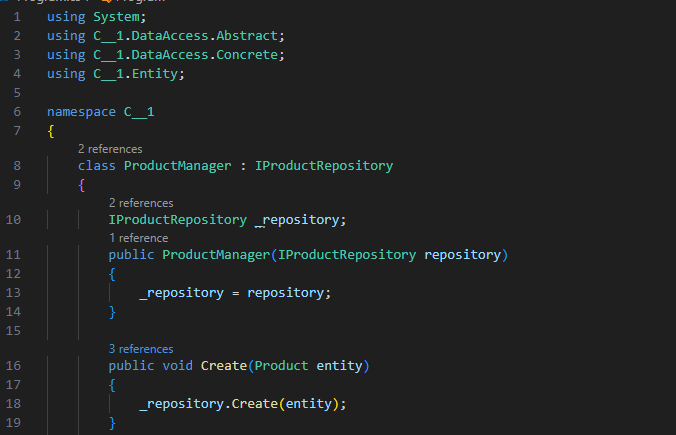 1 using System;
2 using C__1.DataAccess.Abstract;
3 using C__1.DataAccess.Concrete;
4 using C__1.Entity;
5
6 namespace C__1
7 {
2 references
8 class ProductManager : IProductRepository
9 {
2 references
10 IProductRepository _repository;
1 reference
11 public ProductManager(IProductRepository repository)
12 {
13 _repository = repository;
14 }
15
3 references
16 public void Create(Product entity)
17 {
18 _repository.Create(entity);
19 }